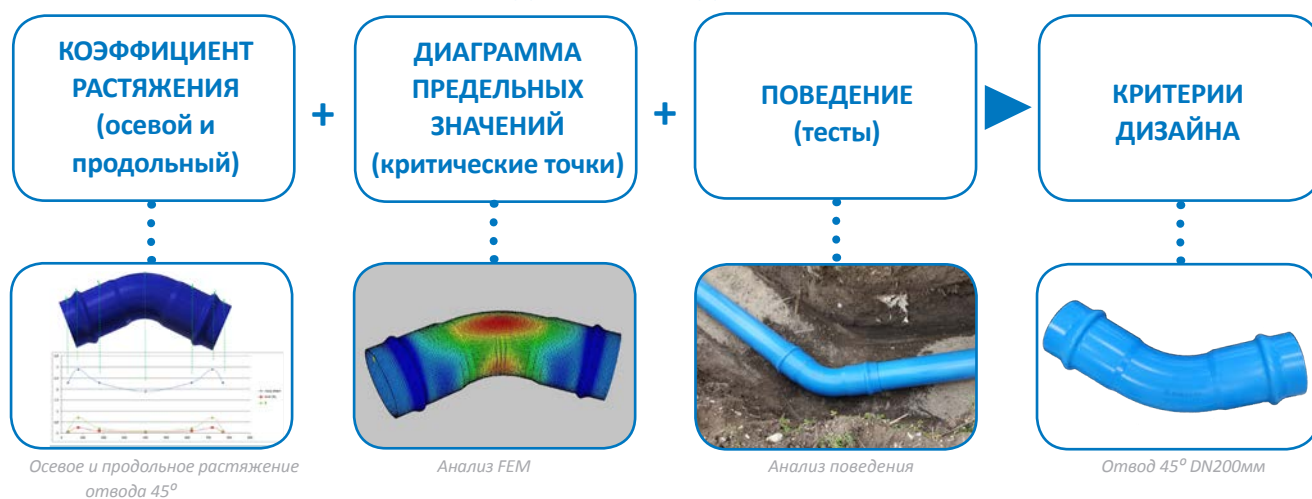 КОЭФФИЦИЕНТ
РАСТЯЖЕНИЯ
(осевой и
продольный)
+
ДИАГРАММА
ПРЕДЕЛЬНЫХ
ЗНАЧЕНИЙ
(критические точки)
+
ПОВЕДЕНИЕ
(тесты)
КРИТЕРИИ
ДИЗАЙНА
Осевое и продольное растяжение
отвода 45º
Анализ FEM
Анализ поведения
Отвод 45º DN200мм